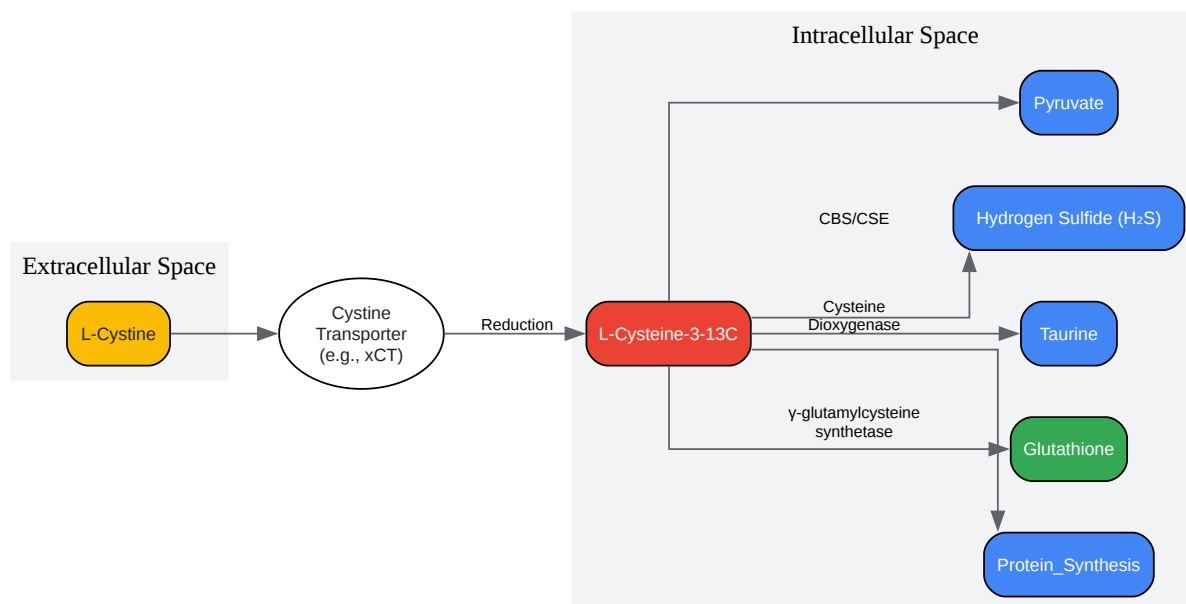 Intracellular Space
Pyruvate
CBS/CSE
Hydrogen Sulfide (H₂S)
Extracellular Space
L-Cystine
Cystine
Transporter
(e.g., xCT)
Reduction
L-Cysteine-3-13C
Cysteine
Dioxygenase
Taurine
γ-glutamylcysteine
synthetase
Glutathione
Protein_Synthesis